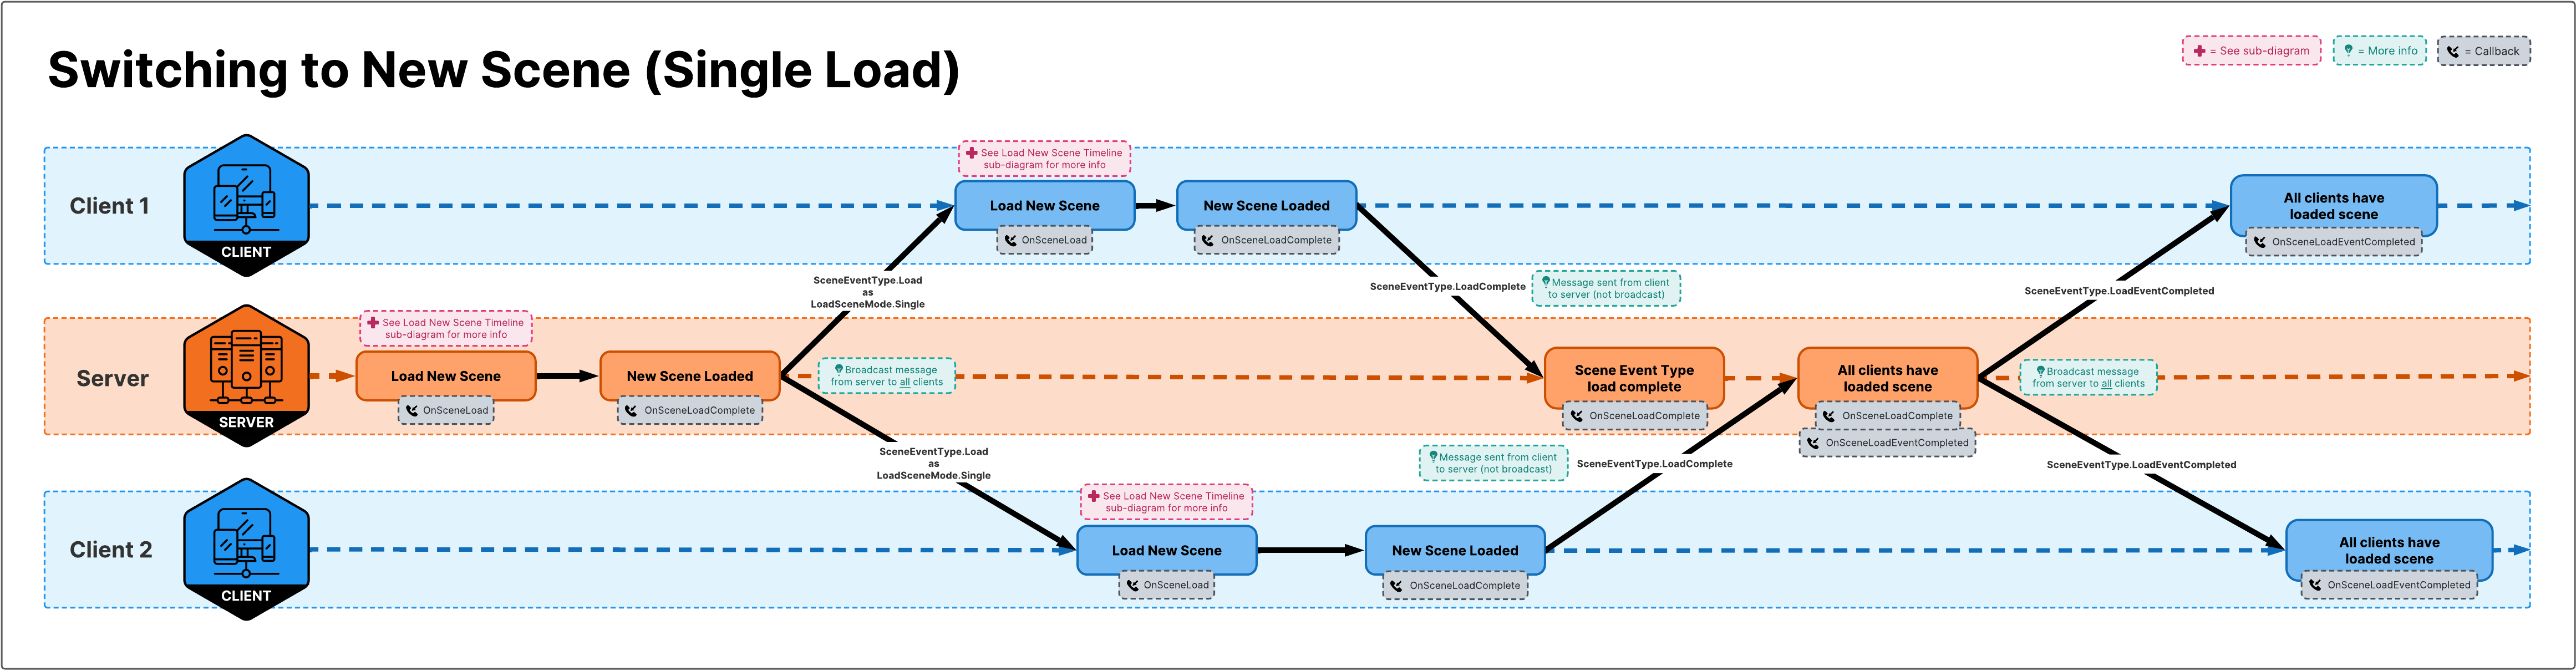 Switching to New Scene (Single Load)
= See sub-diagram
= More info
= Callback
Client 1
CLIENT
See Load New Scene Timeline
sub-diagram for more info
Load New Scene
OnSceneLoad
New Scene Loaded
OnSceneLoadComplete
All clients have
loaded scene
OnSceneLoadEventCompleted
SceneEventType.Load
as
LoadSceneMode.Single
SceneEventType.LoadComplete
Message sent from client
to server (not broadcast)
SceneEventType.LoadEventCompleted
Server
SERVER
See Load New Scene Timeline
sub-diagram for more info
Load New Scene
OnSceneLoad
New Scene Loaded
OnSceneLoadComplete
Broadcast message
from server to all clients
Scene Event Type
load complete
OnSceneLoadComplete
All clients have
loaded scene
OnSceneLoadComplete
OnSceneLoadEventCompleted
Broadcast message
from server to all clients
SceneEventType.Load
as
LoadSceneMode.Single
Message sent from client
to server (not broadcast)
SceneEventType.LoadComplete
SceneEventType.LoadEventCompleted
Client 2
CLIENT
See Load New Scene Timeline
sub-diagram for more info
Load New Scene
OnSceneLoad
New Scene Loaded
OnSceneLoadComplete
All clients have
loaded scene
OnSceneLoadEventCompleted